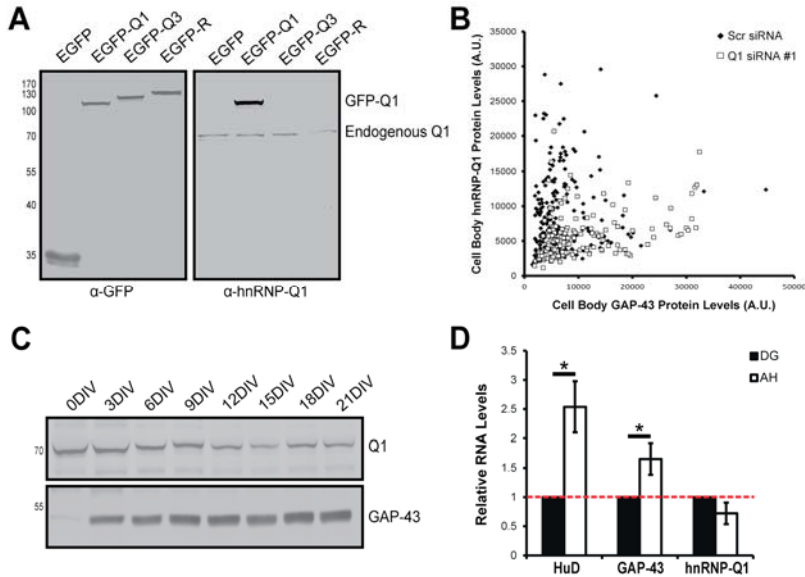 A
EGFP
EGFP-Q1
EGFP-Q3
EGFP-R
EGFP
EGFP-Q1
EGFP-Q3
EGFP-R
170
130
100
70
55
40
35
GFP-Q1
Endogenous Q1
α-GFP
α-hnRNP-Q1
B
Cell Body hnRNP-Q1 Protein Levels (A.U.)
35000
30000
25000
20000
15000
10000
5000
0
0
10000
20000
30000
40000
50000
Cell Body GAP-43 Protein Levels (A.U.)
Scr siRNA
Q1 siRNA #1
C
0DIV
3DIV
6DIV
9DIV
12DIV
15DIV
18DIV
21DIV
70
Q1
55
GAP-43
D
Relative RNA Levels
3.5
3
2.5
2
1.5
1
0.5
0
*
*
DG
AH
HuD
GAP-43
hnRNP-Q1